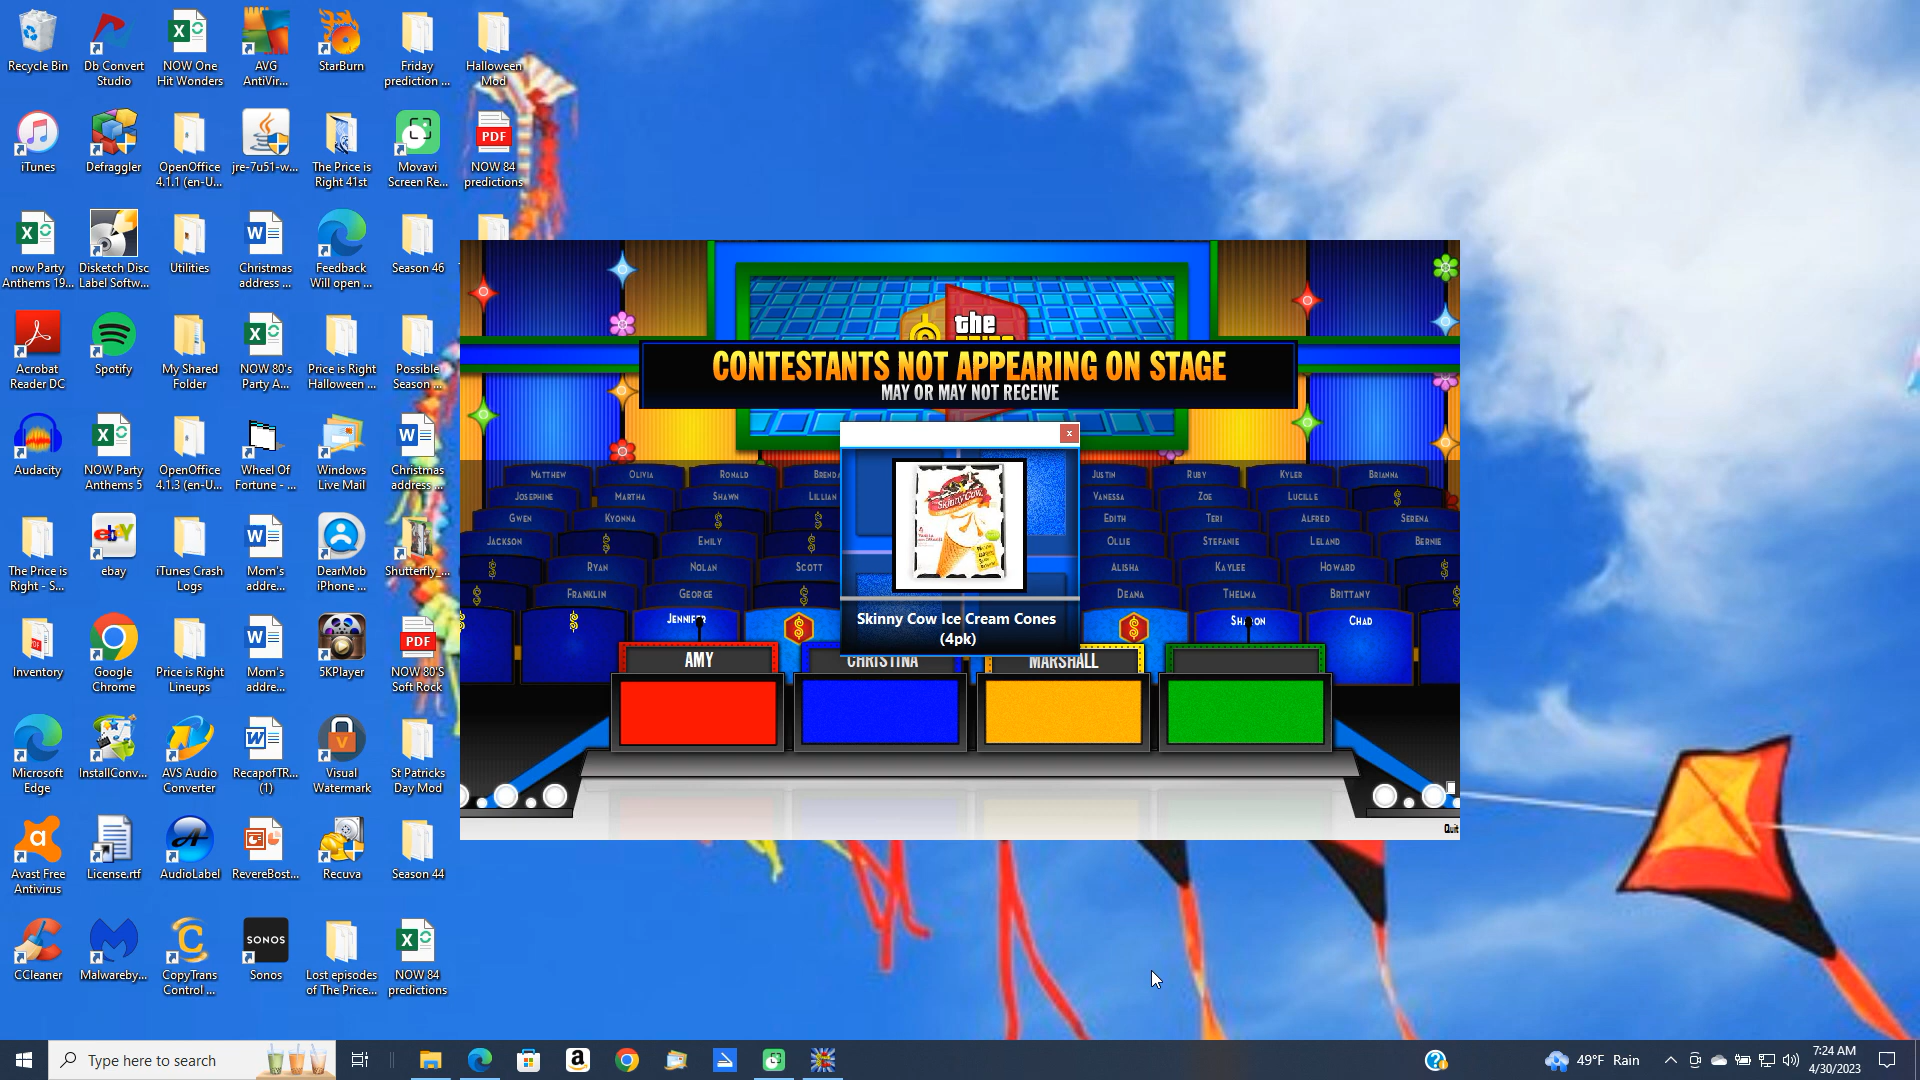 Recycle Bin
Db Convert
Studio
NOW One
Hit Wonders
AVG
AntiVir...
StarBurn
Friday
prediction ...
Halloween
Mod
iTunes
Defraggler
OpenOffice
4.1.1 (en-U...
jre-7u51-w...
The Price is
Right 41st
Movavi
Screen Re...
PDF
NOW 84
predictions
now Party
Anthems 19...
Disketch Disc
Label Softw...
Utilities
Christmas
address ...
Feedback
Will open ...
Season 46
Acrobat
Reader DC
Spotify
My Shared
Folder
NOW 80's
Party A...
Price is Right
Halloween ...
Possible
Season ...
Audacity
NOW Party
Anthems 5
OpenOffice
4.1.3 (en-U...
Wheel Of
Fortune - ...
Windows
Live Mail
Christmas
address ...
The Price is
Right - S...
ebay
ebay
iTunes Crash
Logs
Mom's
addre...
DearMob
iPhone ...
Shutterfly_...
Inventory
Google
Chrome
Price is Right
Lineups
Mom's
addre...
5KPlayer
PDF
NOW 80'S
Soft Rock
Microsoft
Edge
InstallConv...
AVS Audio
Converter
RecapofTR...
(1)
Visual
Watermark
St Patricks
Day Mod
Avast Free
Antivirus
License.rtf
AudioLabel
RevereBost...
Recuva
Season 44
CCleaner
Malwareby...
CopyTrans
Control ...
SONOS
Sonos
Lost episodes
of The Price...
NOW 84
predictions
the
CONTESTANTS NOT APPEARING ON STAGE
MAY OR MAY NOT RECEIVE
MATTHEW OLIVIA RONALD BRENDA JUSTIN RUBY KYLER BRIANNA
JOSEPHINE MARTHA SHAWN LILLIAN VANESSA ZOE LUCILLE
GWEN KYONNA EDITH TERI ALFRED SERENA
JACKSON EMILY OLLIE STEFANIE LELAND BERNIE
RYAN NOLAN SCOTT ALISHA KAYLEE HOWARD
FRANKLIN GEORGE DEANA THELMA BRITTANY
JENNIFER SHARON CHAD
Skinny Cow
Skinny Cow Ice Cream Cones
(4pk)
AMY CHRISTINA MARSHALL
Quit
Type here to search
49°F Rain
7:24 AM
4/30/2023